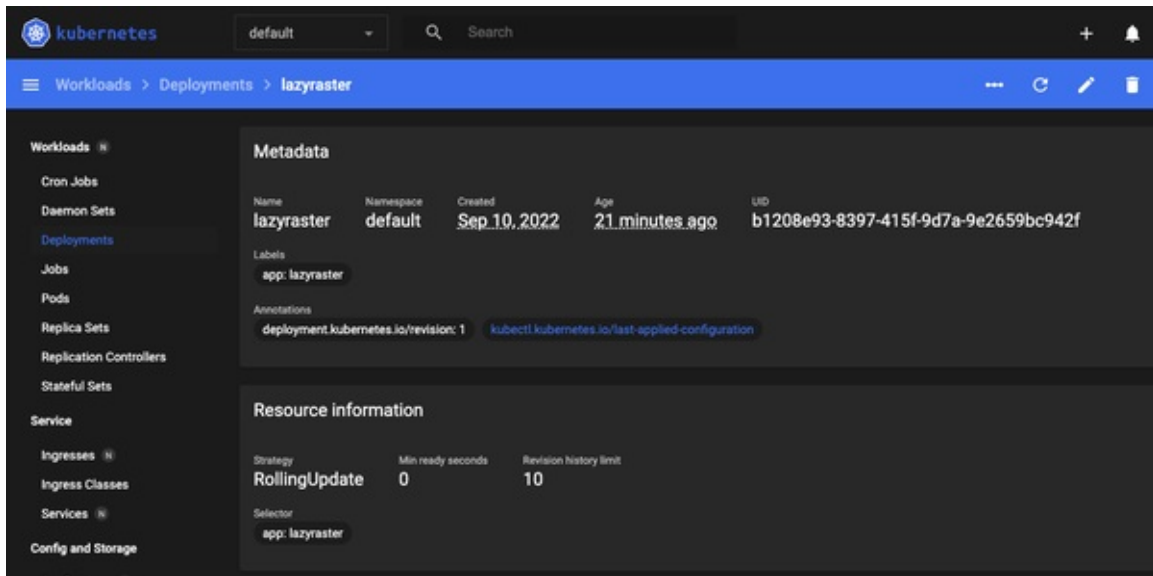 kubernetes
default
Search
Workloads > Deployments > lazyraster
Workloads N
Cron Jobs
Daemon Sets
Deployments
Jobs
Pods
Replica Sets
Replication Controllers
Stateful Sets
Service
Ingresses N
Ingress Classes
Services N
Config and Storage
Metadata
Name Namespace Created Age UID
lazyraster default Sep 10, 2022 21 minutes ago b1208e93-8397-415f-9d7a-9e2659bc942f
Labels
app: lazyraster
Annotations
deployment.kubernetes.io/revision: 1 kubectl.kubernetes.io/last-applied-configuration
Resource information
Strategy Min ready seconds Revision history limit
RollingUpdate 0 10
Selector
app: lazyraster